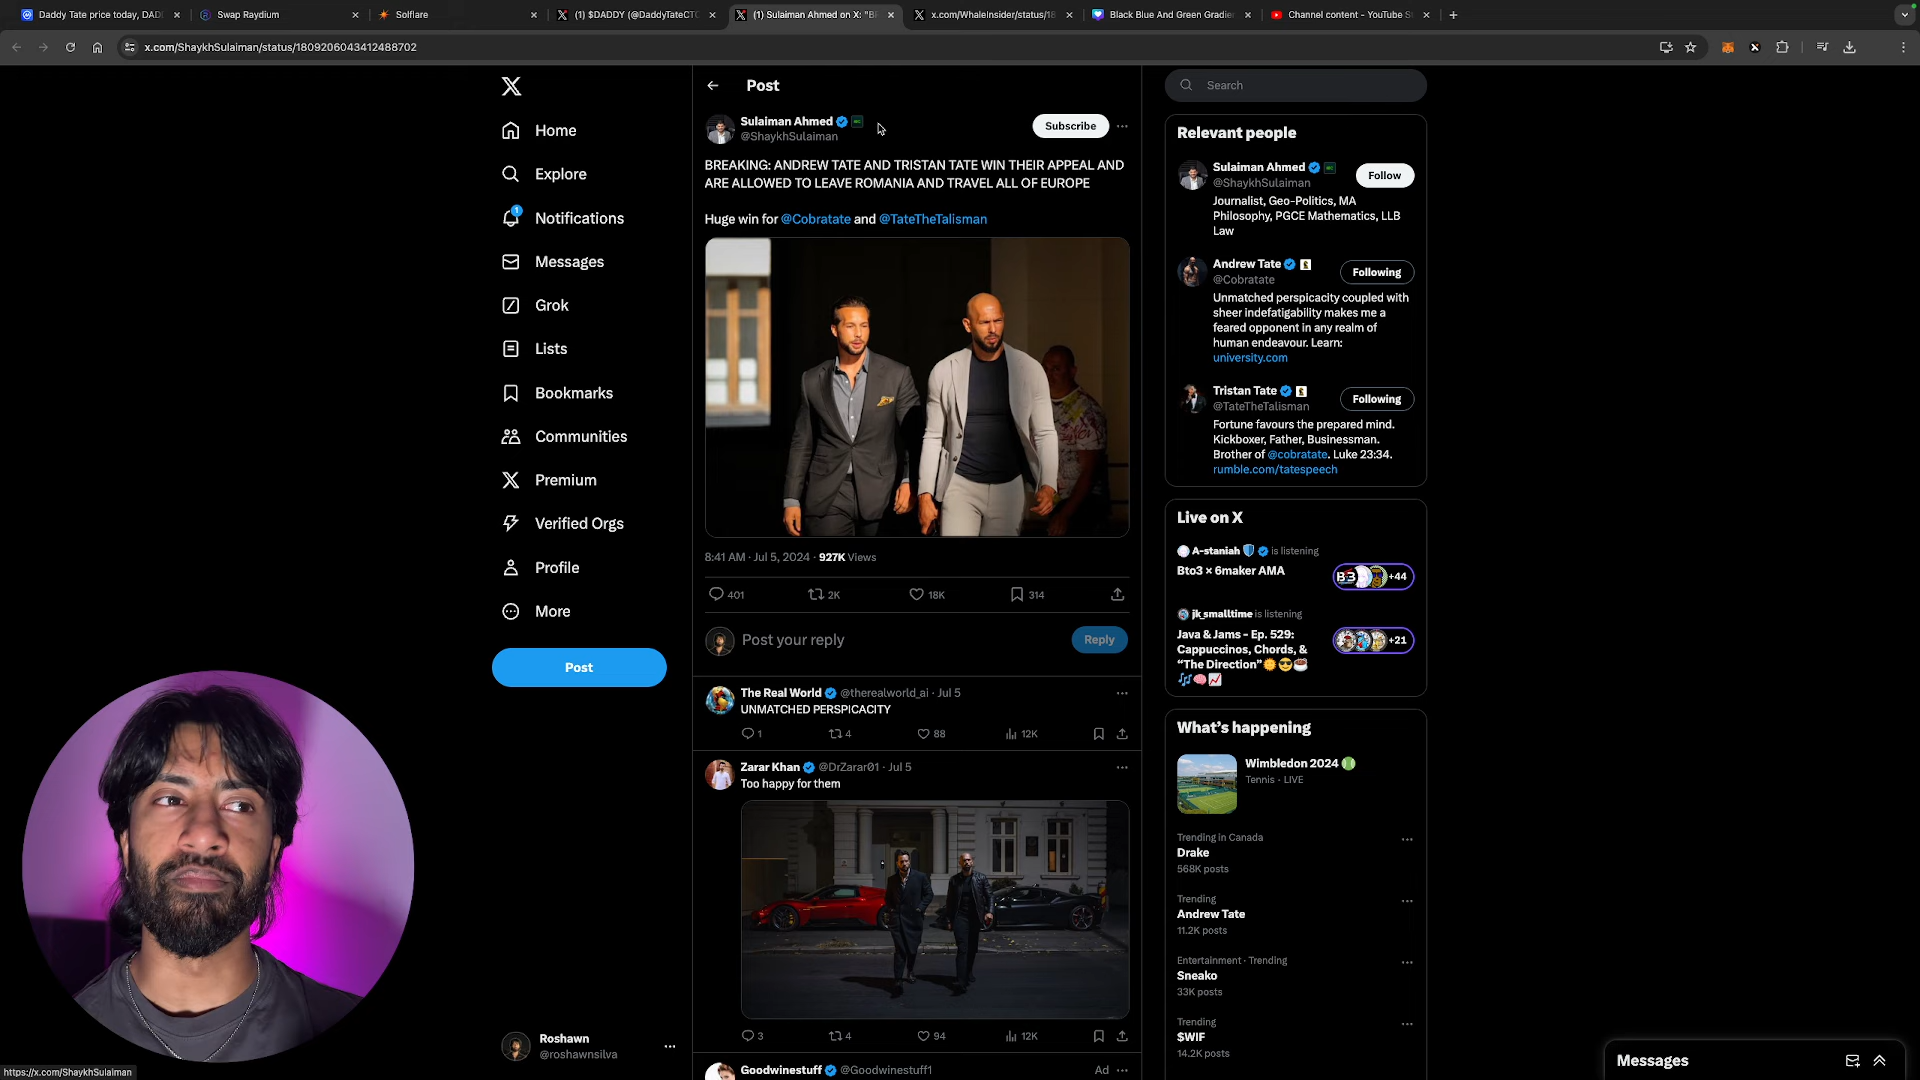 Daddy Tate price today, DADI
Swap Raydium
Solflare
(1) $DADDY (@DaddyTateCTC
(1) Sulaiman Ahmed on X: "BR
x.com/WhaleInsider/status/18
Black Blue And Green Gradie
Channel content - YouTube S
x.com/ShaykhSulaiman/status/1809206043412488702
Home
Explore
1
Notifications
Messages
Grok
Lists
Bookmarks
Communities
Premium
Verified Orgs
Profile
More
Post
Roshawn
@roshawnsilva
https://x.com/ShaykhSulaiman
Post
Sulaiman Ahmed
@ShaykhSulaiman
Subscribe
BREAKING: ANDREW TATE AND TRISTAN TATE WIN THEIR APPEAL AND
ARE ALLOWED TO LEAVE ROMANIA AND TRAVEL ALL OF EUROPE
Huge win for @Cobratate and @TateTheTalisman
8:41 AM · Jul 5, 2024 · 927K Views
401 2K 18K 314
Post your reply
Reply
The Real World @therealworld_ai · Jul 5
UNMATCHED PERSPICACITY
1 4 88 12K
Zarar Khan @DrZarar01 · Jul 5
Too happy for them
3 4 94 12K
Goodwinestuff @Goodwinestuff1 Ad
Search
Relevant people
Sulaiman Ahmed
@ShaykhSulaiman
Follow
Journalist, Geo-Politics, MA
Philosophy, PGCE Mathematics, LLB
Law
Andrew Tate
@Cobratate
Following
Unmatched perspicacity coupled with
sheer indefatigability makes me a
feared opponent in any realm of
human endeavour. Learn:
university.com
Tristan Tate
@TateTheTalisman
Following
Fortune favours the prepared mind.
Kickboxer, Father, Businessman.
Brother of @cobratate. Luke 23:34.
rumble.com/tatespeech
Live on X
A-staniah is listening
Bto3 × 6maker AMA
+44
jk_smalltime is listening
Java & Jams - Ep. 529:
Cappuccinos, Chords, &
“The Direction”
+21
What’s happening
Wimbledon 2024
Tennis · LIVE
Trending in Canada
Drake
568K posts
Trending
Andrew Tate
11.2K posts
Entertainment · Trending
Sneako
33K posts
Trending
$WIF
14.2K posts
Messages